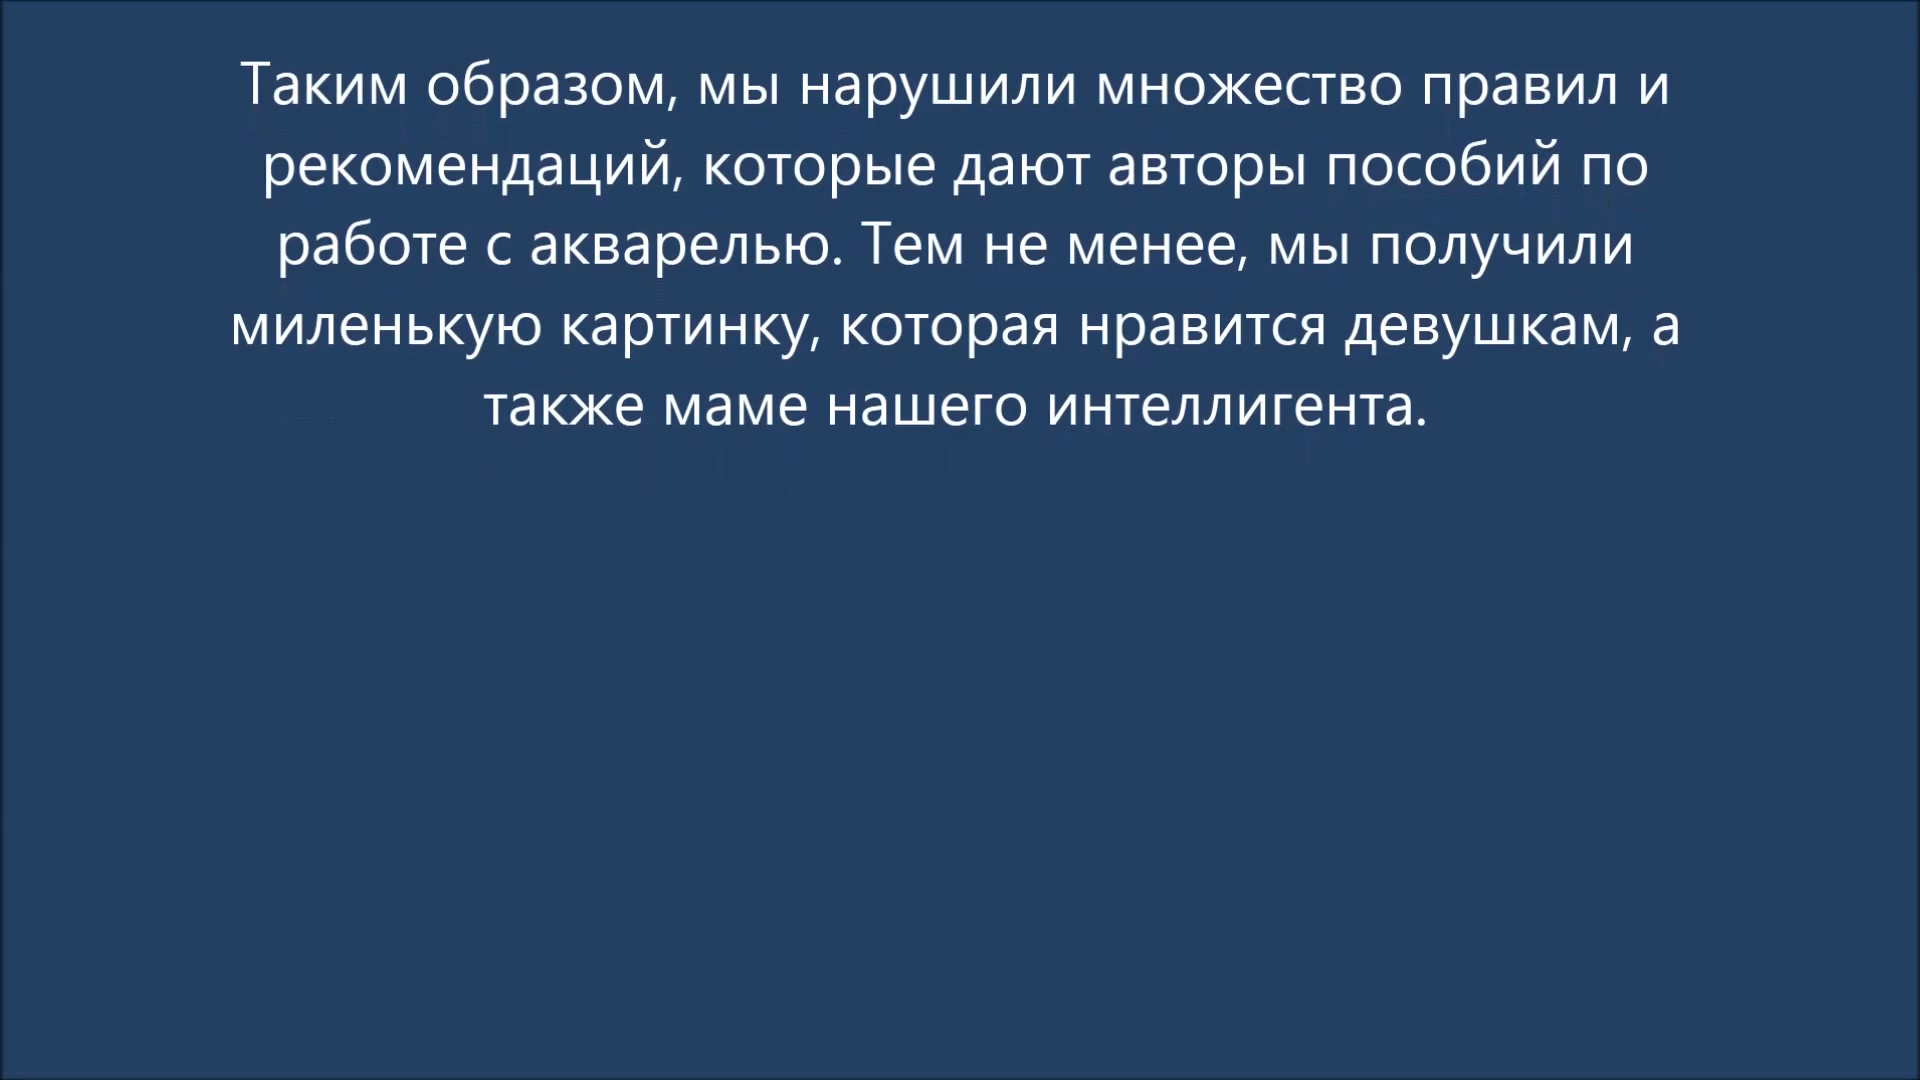 Таким образом, мы нарушили множество правил и
рекомендаций, которые дают авторы пособий по
работе с акварелью. Тем не менее, мы получили
миленькую картинку, которая нравится девушкам, а
также маме нашего интеллигента.